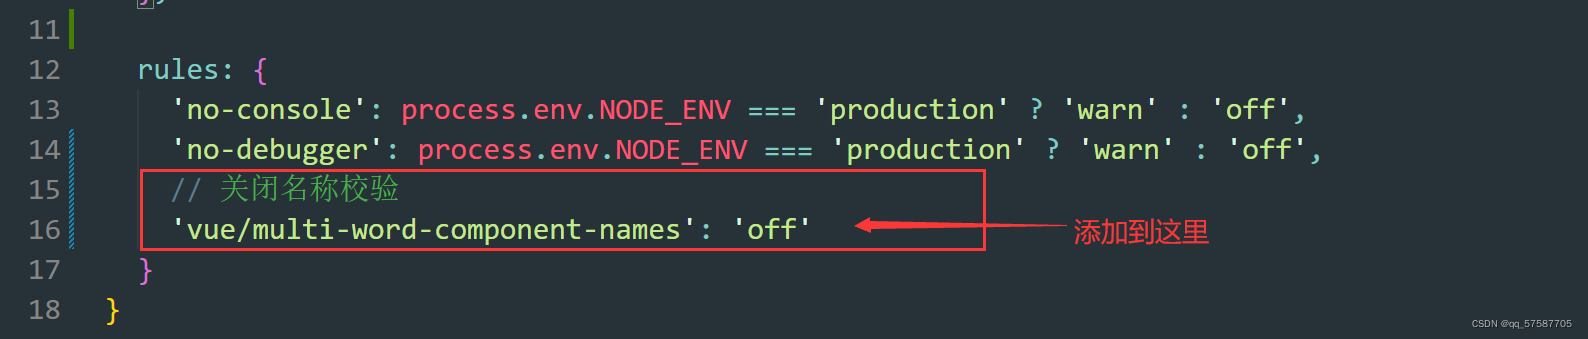 11
12 rules: {
13 'no-console': process.env.NODE_ENV === 'production' ? 'warn' : 'off',
14 'no-debugger': process.env.NODE_ENV === 'production' ? 'warn' : 'off',
15 // 关闭名称校验
16 'vue/multi-word-component-names': 'off' 添加到这里
17 }
18 }
CSDN @qq_57587705